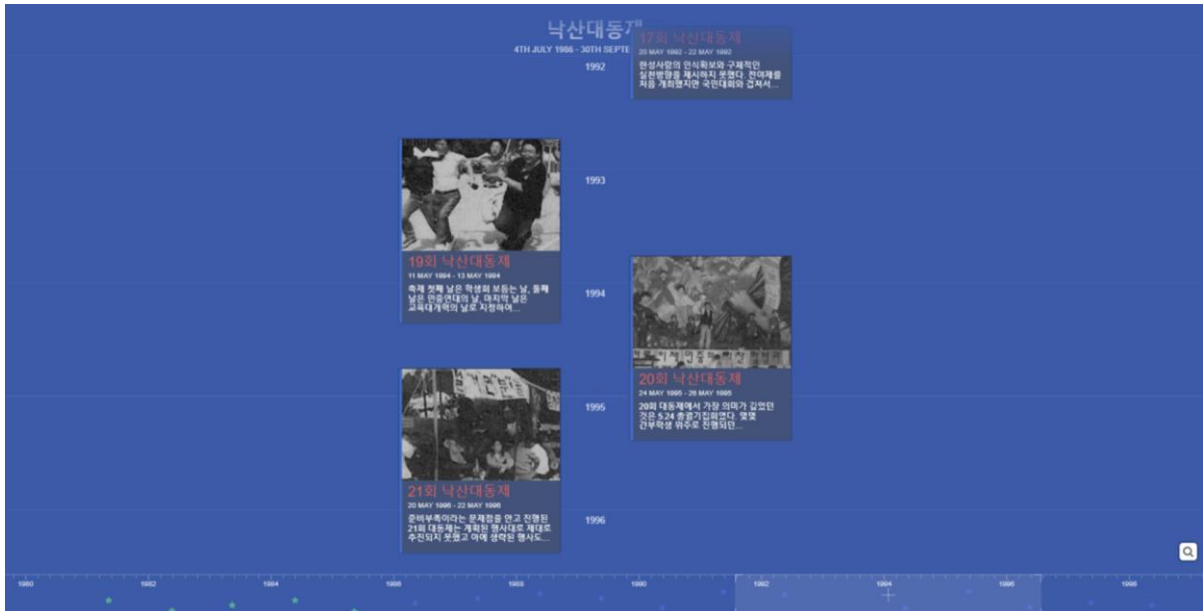 낙산대동제
4TH JULY 1986 - 30TH SEPTE
17회 낙산대동제
20 MAY 1992 - 22 MAY 1992
한성사람의 인식확보와 구체적인
실천방향을 제시하지 못했다. 전야제를
처음 개최했지만 국민대회와 겹쳐서...
1992
1993
19회 낙산대동제
11 MAY 1994 - 13 MAY 1994
축제 첫째 날은 학생회 보듬는 날, 둘째
날은 민중연대의 날, 마지막 날은
교육대개혁의 날로 지정하여...
1994
20회 낙산대동제
24 MAY 1995 - 26 MAY 1995
20회 대동제에서 가장 의미가 깊었던
것은 5.24 총궐기집회였다. 몇몇
간부학생 위주로 진행되던...
1995
21회 낙산대동제
20 MAY 1996 - 22 MAY 1996
준비부족이라는 문제점을 안고 진행된
21회 대동제는 계획된 행사대로 제대로
추진되지 못했고 아예 생략된 행사도...
1996
1980 1982 1984 1986 1988 1990 1992 1994 1996 1998